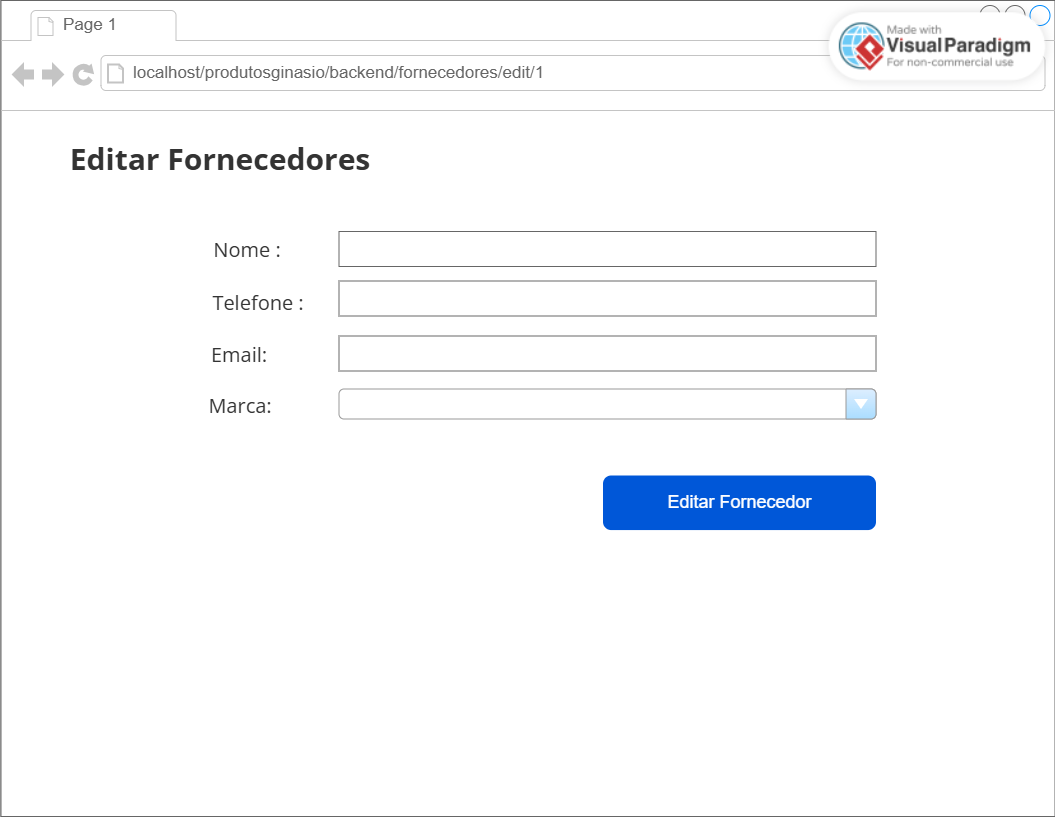 Page 1
Made with
Visual Paradigm
For non-commercial use
localhost/produtosginasio/backend/fornecedores/edit/1
Editar Fornecedores
Nome :
Telefone :
Email:
Marca:
Editar Fornecedor